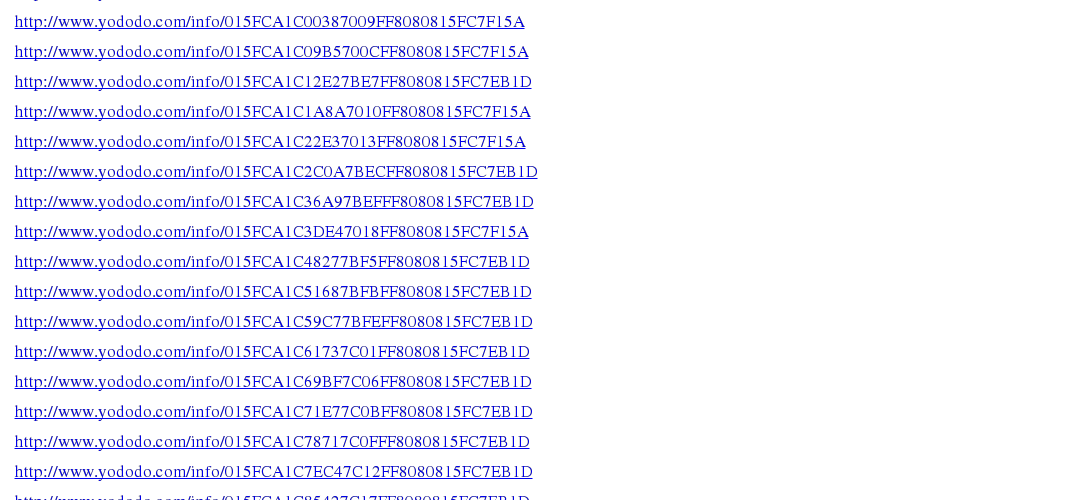 http://www.yododo.com/info/015FCA1C00387009FF8080815FC7F15A
http://www.yododo.com/info/015FCA1C09B5700CFF8080815FC7F15A
http://www.yododo.com/info/015FCA1C12E27BE7FF8080815FC7EB1D
http://www.yododo.com/info/015FCA1C1A8A7010FF8080815FC7F15A
http://www.yododo.com/info/015FCA1C22E37013FF8080815FC7F15A
http://www.yododo.com/info/015FCA1C2C0A7BECFF8080815FC7EB1D
http://www.yododo.com/info/015FCA1C36A97BEFFF8080815FC7EB1D
http://www.yododo.com/info/015FCA1C3DE47018FF8080815FC7F15A
http://www.yododo.com/info/015FCA1C48277BF5FF8080815FC7EB1D
http://www.yododo.com/info/015FCA1C51687BFBFF8080815FC7EB1D
http://www.yododo.com/info/015FCA1C59C77BFEFF8080815FC7EB1D
http://www.yododo.com/info/015FCA1C61737C01FF8080815FC7EB1D
http://www.yododo.com/info/015FCA1C69BF7C06FF8080815FC7EB1D
http://www.yododo.com/info/015FCA1C71E77C0BFF8080815FC7EB1D
http://www.yododo.com/info/015FCA1C78717C0FFF8080815FC7EB1D
http://www.yododo.com/info/015FCA1C7EC47C12FF8080815FC7EB1D